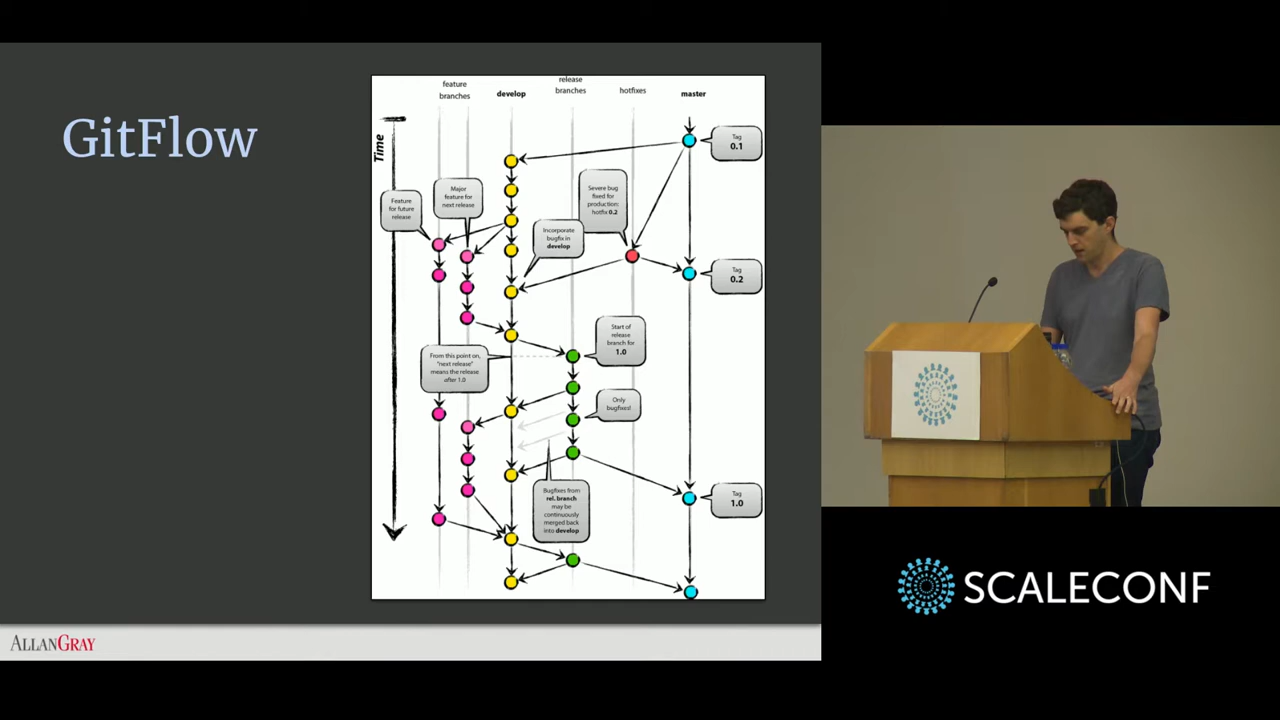 GitFlow
feature
branches
develop
release
branches
hotfixes
master
Time
Tag
0.1
Major
feature for
next release
Feature
for future
release
Severe bug
fixed for
production:
hotfix 0.2
Incorporate
bugfix in
develop
Tag
0.2
Start of
release
branch for
1.0
From this point on,
"next release"
means the release
after 1.0
Only
bugfixes!
Bugfixes from
rel. branch
may be
continuously
merged back
into develop
Tag
1.0
ALLANGRAY
SCALECONF